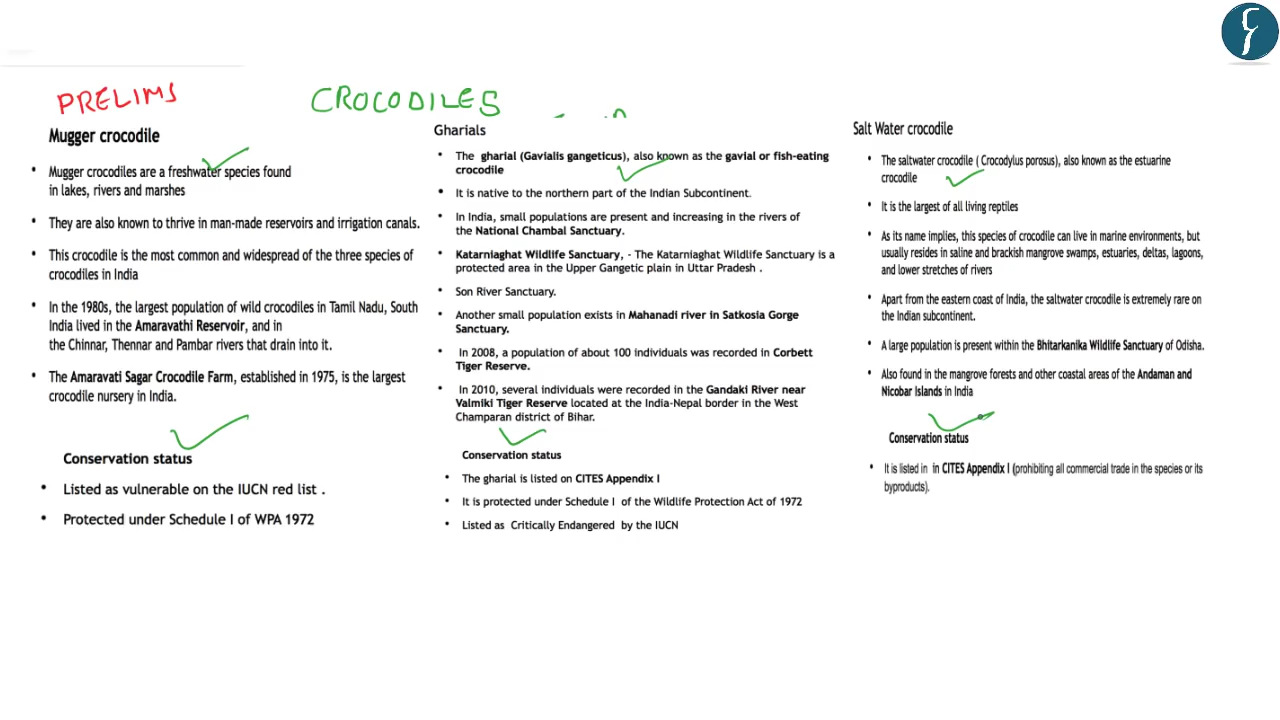 PRELIMS
CROCODILES
Mugger crocodile
• Mugger crocodiles are a freshwater species found
in lakes, rivers and marshes
• They are also known to thrive in man-made reservoirs and irrigation canals.
• This crocodile is the most common and widespread of the three species of
crocodiles in India
• In the 1980s, the largest population of wild crocodiles in Tamil Nadu, South
India lived in the Amaravathi Reservoir, and in
the Chinnar, Thennar and Pambar rivers that drain into it.
• The Amaravati Sagar Crocodile Farm, established in 1975, is the largest
crocodile nursery in India.
Conservation status
• Listed as vulnerable on the IUCN red list .
• Protected under Schedule I of WPA 1972
Gharials
• The gharial (Gavialis gangeticus), also known as the gavial or fish-eating
crocodile
• It is native to the northern part of the Indian Subcontinent.
• In India, small populations are present and increasing in the rivers of
the National Chambal Sanctuary.
• Katarniaghat Wildlife Sanctuary, - The Katarniaghat Wildlife Sanctuary is a
protected area in the Upper Gangetic plain in Uttar Pradesh .
• Son River Sanctuary.
• Another small population exists in Mahanadi river in Satkosia Gorge
Sanctuary.
• In 2008, a population of about 100 individuals was recorded in Corbett
Tiger Reserve.
• In 2010, several individuals were recorded in the Gandaki River near
Valmiki Tiger Reserve located at the India-Nepal border in the West
Champaran district of Bihar.
Conservation status
• The gharial is listed on CITES Appendix I
• It is protected under Schedule I of the Wildlife Protection Act of 1972
• Listed as Critically Endangered by the IUCN
Salt Water crocodile
• The saltwater crocodile ( Crocodylus porosus), also known as the estuarine
crocodile
• It is the largest of all living reptiles
• As its name implies, this species of crocodile can live in marine environments, but
usually resides in saline and brackish mangrove swamps, estuaries, deltas, lagoons,
and lower stretches of rivers
• Apart from the eastern coast of India, the saltwater crocodile is extremely rare on
the Indian subcontinent.
• A large population is present within the Bhitarkanika Wildlife Sanctuary of Odisha.
• Also found in the mangrove forests and other coastal areas of the Andaman and
Nicobar Islands in India
Conservation status
• It is listed in in CITES Appendix I (prohibiting all commercial trade in the species or its
byproducts).